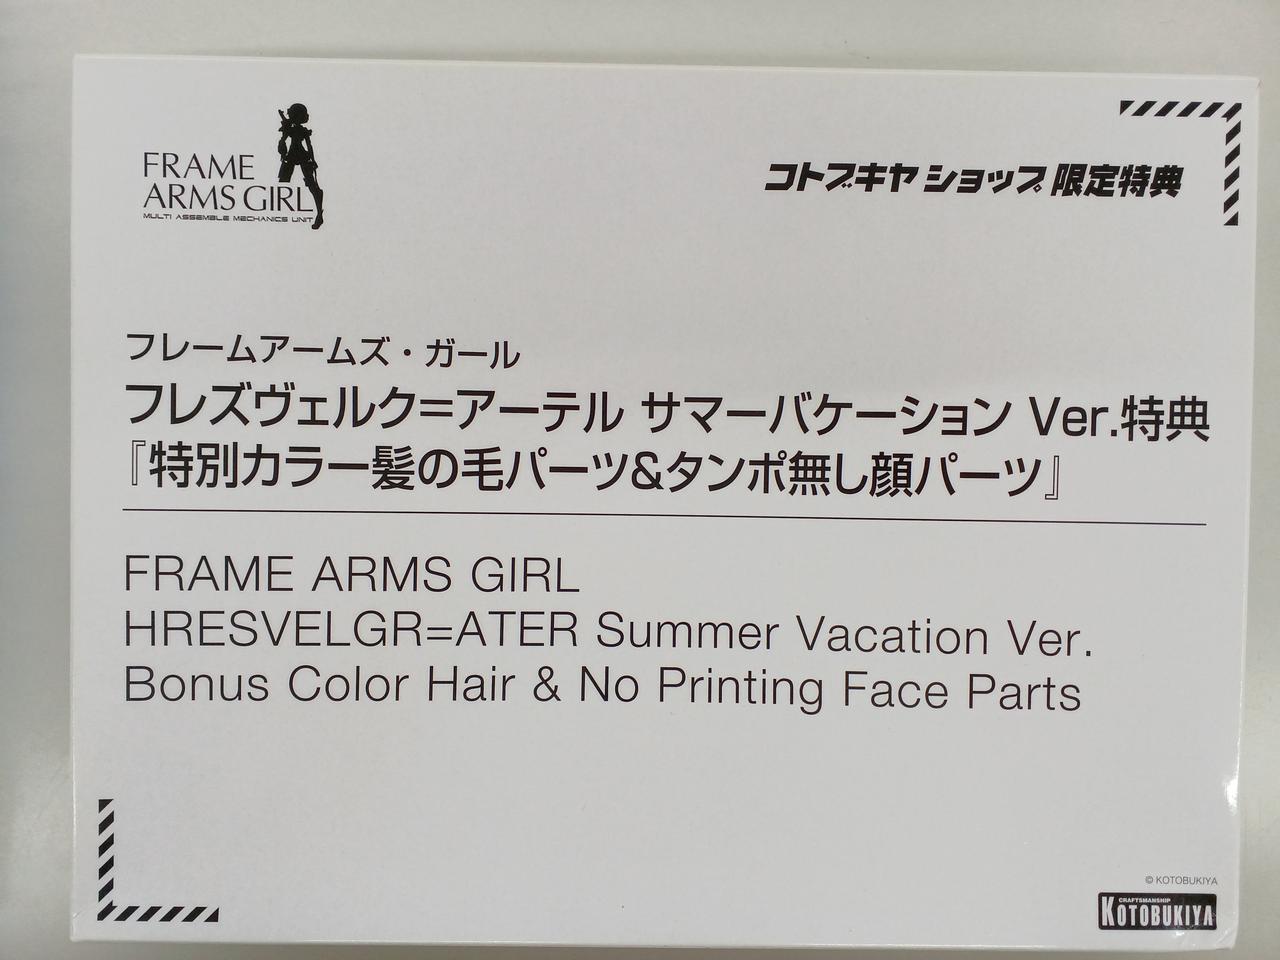 FRAME
ARMS GIRL
MULTI ASSEMBLE MECHANICS UNIT
コトブキヤ ショップ 限定特典
フレームアームズ・ガール
フレズヴェルク=アーテル サマーバケーション Ver.特典
『特別カラー髪の毛パーツ&タンポ無し顔パーツ』
FRAME ARMS GIRL
HRESVELGR=ATER Summer Vacation Ver.
Bonus Color Hair & No Printing Face Parts
© KOTOBUKIYA
CRAFTSMANSHIP
KOTOBUKIYA